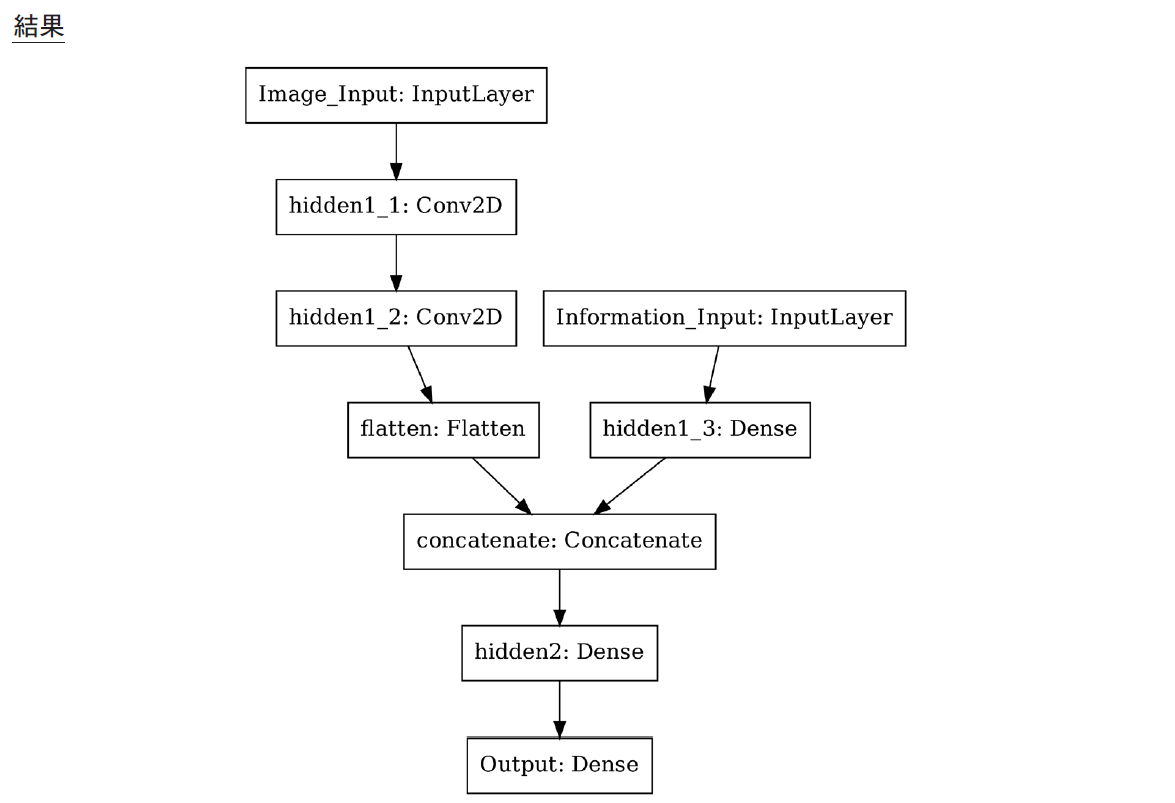 結果
Image_Input: InputLayer
hidden1_1: Conv2D
hidden1_2: Conv2D
Information_Input: InputLayer
flatten: Flatten
hidden1_3: Dense
concatenate: Concatenate
hidden2: Dense
Output: Dense